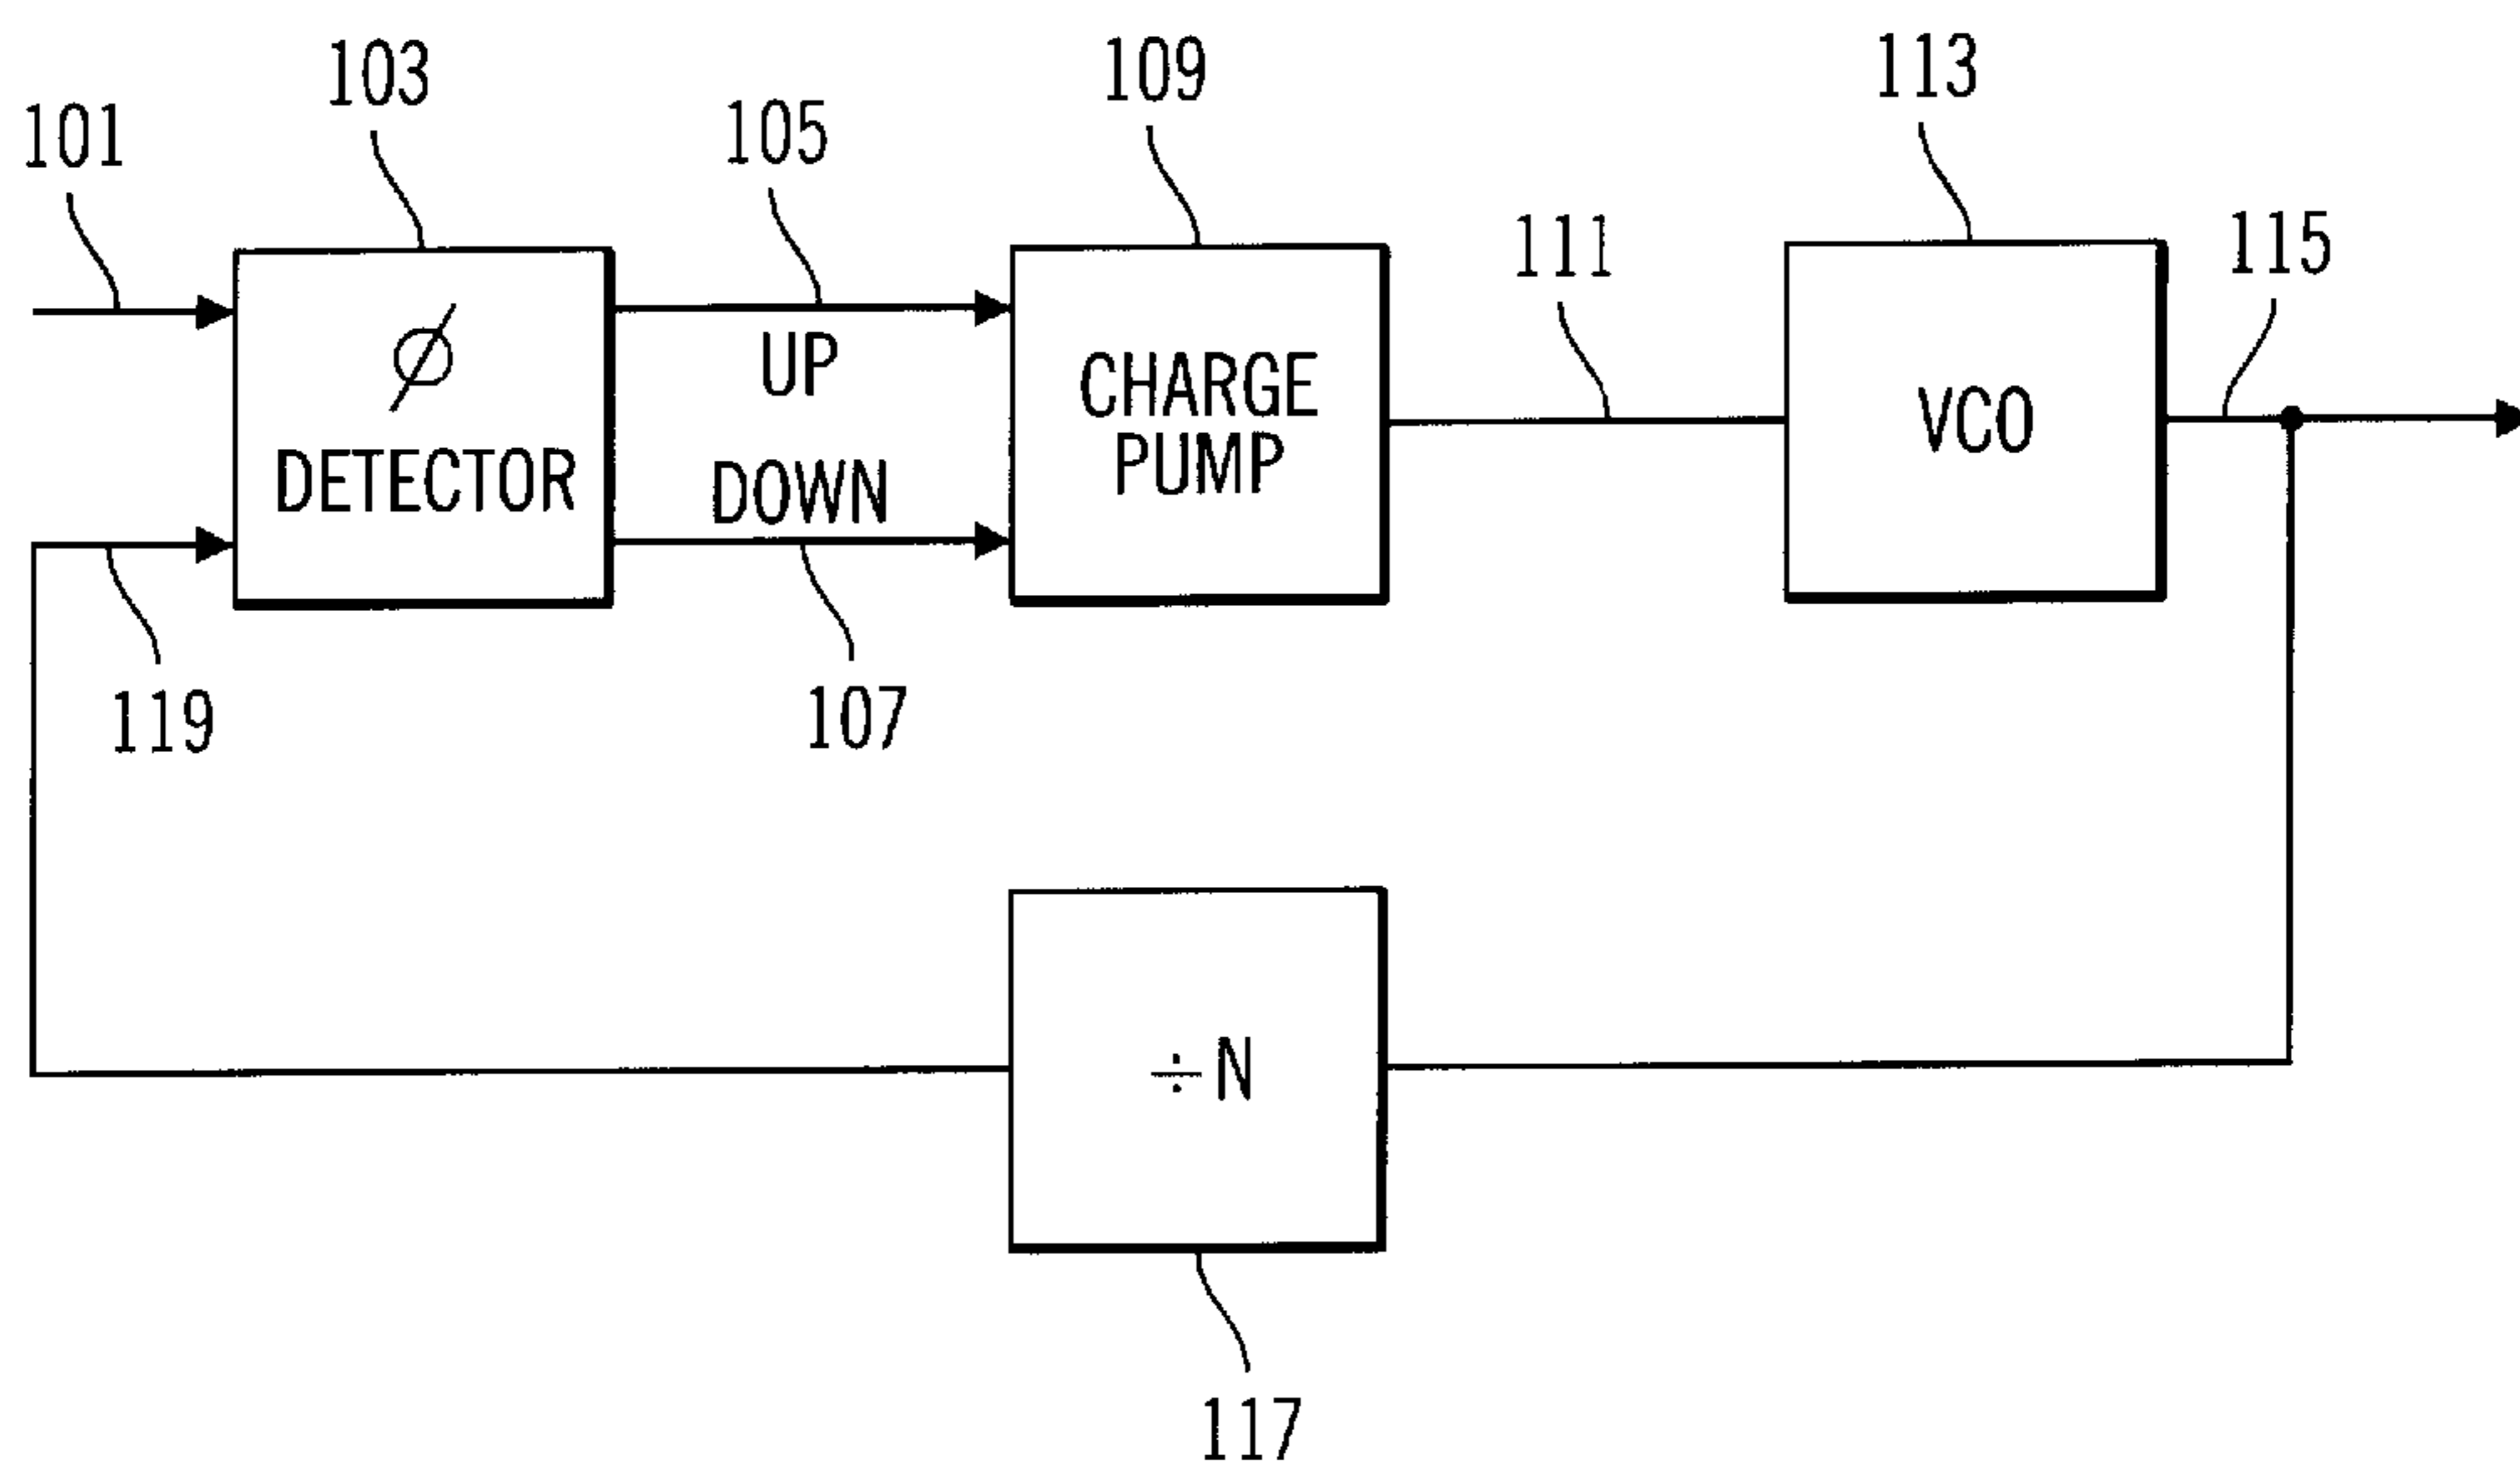 101
103
105
109
111
113
115
Ø
DETECTOR
UP
DOWN
CHARGE
PUMP
VCO
119
107
÷N
117